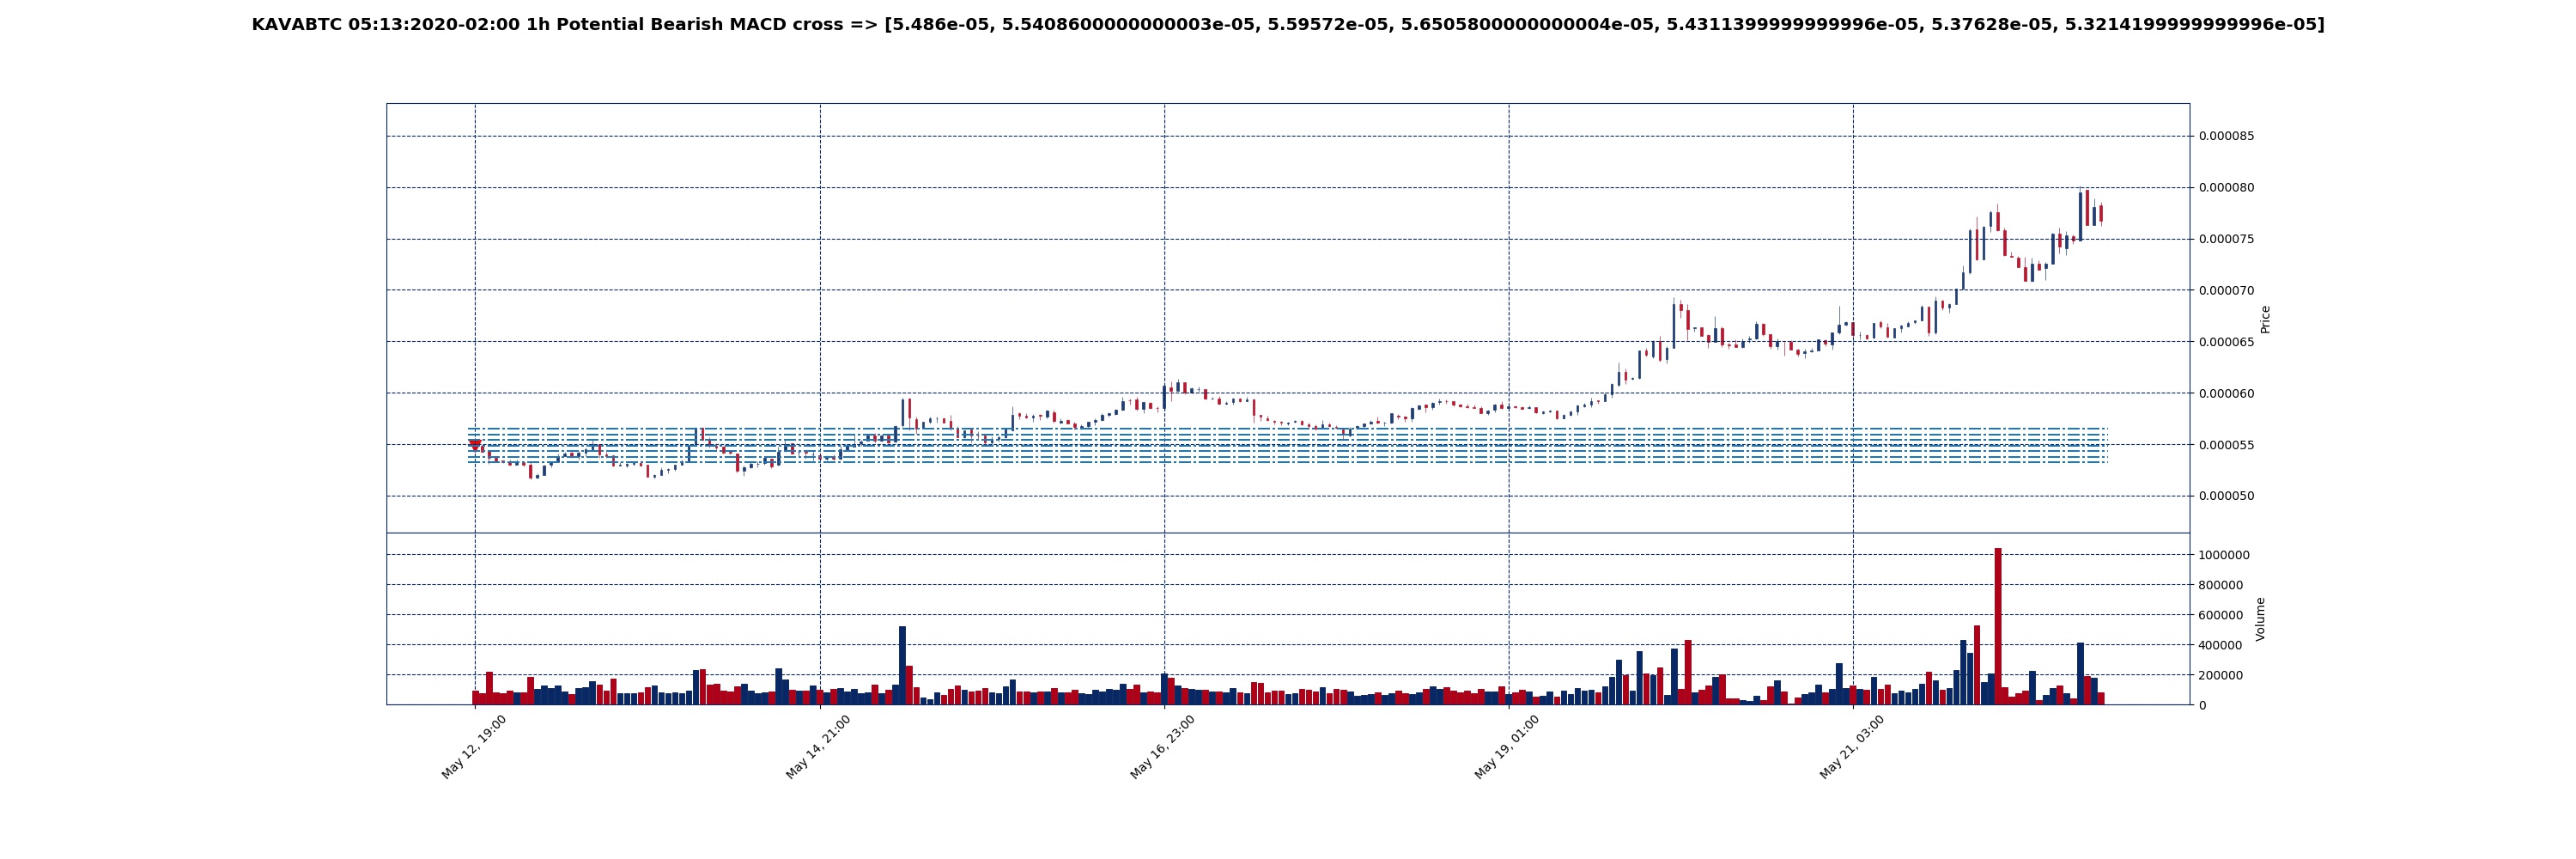 KAVABTC 05:13:2020-02:00 1h Potential Bearish MACD cross => [5.486e-05, 5.5408600000000003e-05, 5.59572e-05, 5.6505800000000004e-05, 5.4311399999999996e-05, 5.37628e-05, 5.3214199999999996e-05]
0.000085
0.000080
0.000075
0.000070
Price
0.000065
0.000060
0.000055
0.000050
1000000
800000
600000
Volume
400000
200000
0
May 12, 19:00
May 14, 21:00
May 16, 23:00
May 19, 01:00
May 21, 03:00